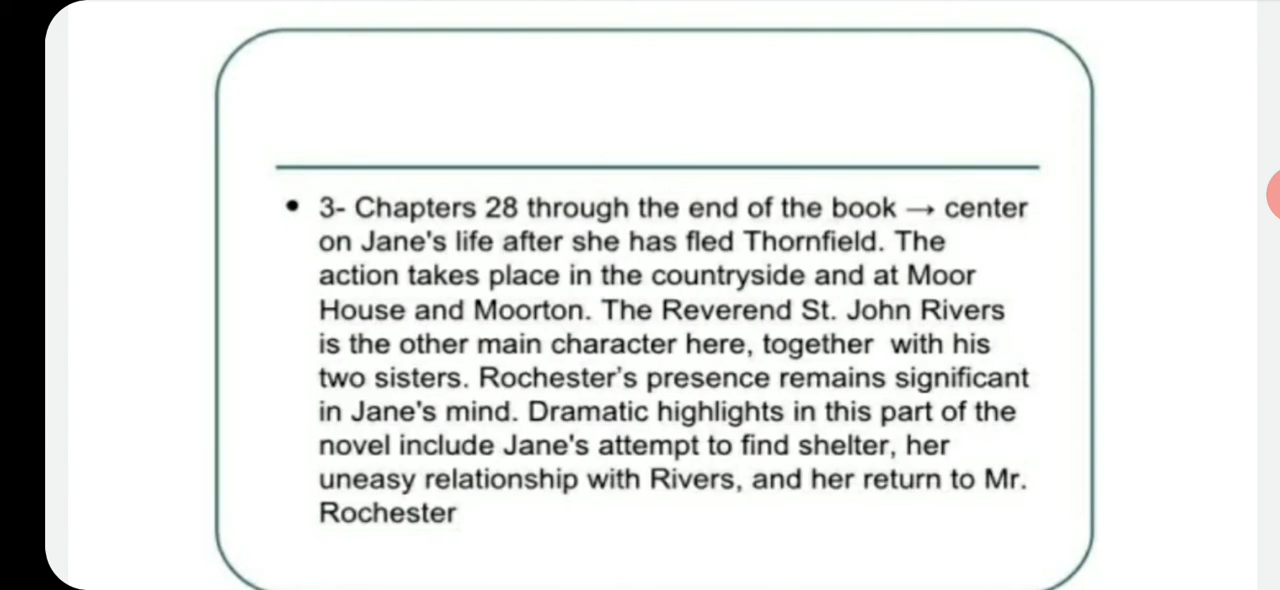 • 3- Chapters 28 through the end of the book → center
on Jane's life after she has fled Thornfield. The
action takes place in the countryside and at Moor
House and Moorton. The Reverend St. John Rivers
is the other main character here, together  with his
two sisters. Rochester's presence remains significant
in Jane's mind. Dramatic highlights in this part of the
novel include Jane's attempt to find shelter, her
uneasy relationship with Rivers, and her return to Mr.
Rochester